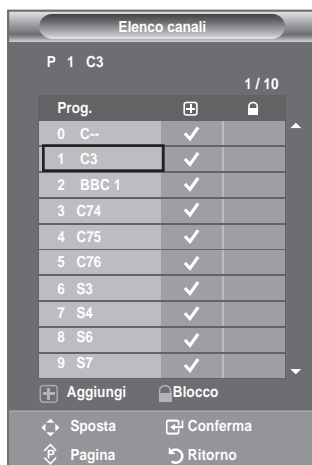 Elenco canali
P 1 C3
1 / 10
Prog.
0 C--
1 C3
2 BBC 1
3 C74
4 C75
5 C76
6 S3
7 S4
8 S6
9 S7
Aggiungi Blocco
Sposta Conferma
P Pagina Ritorno